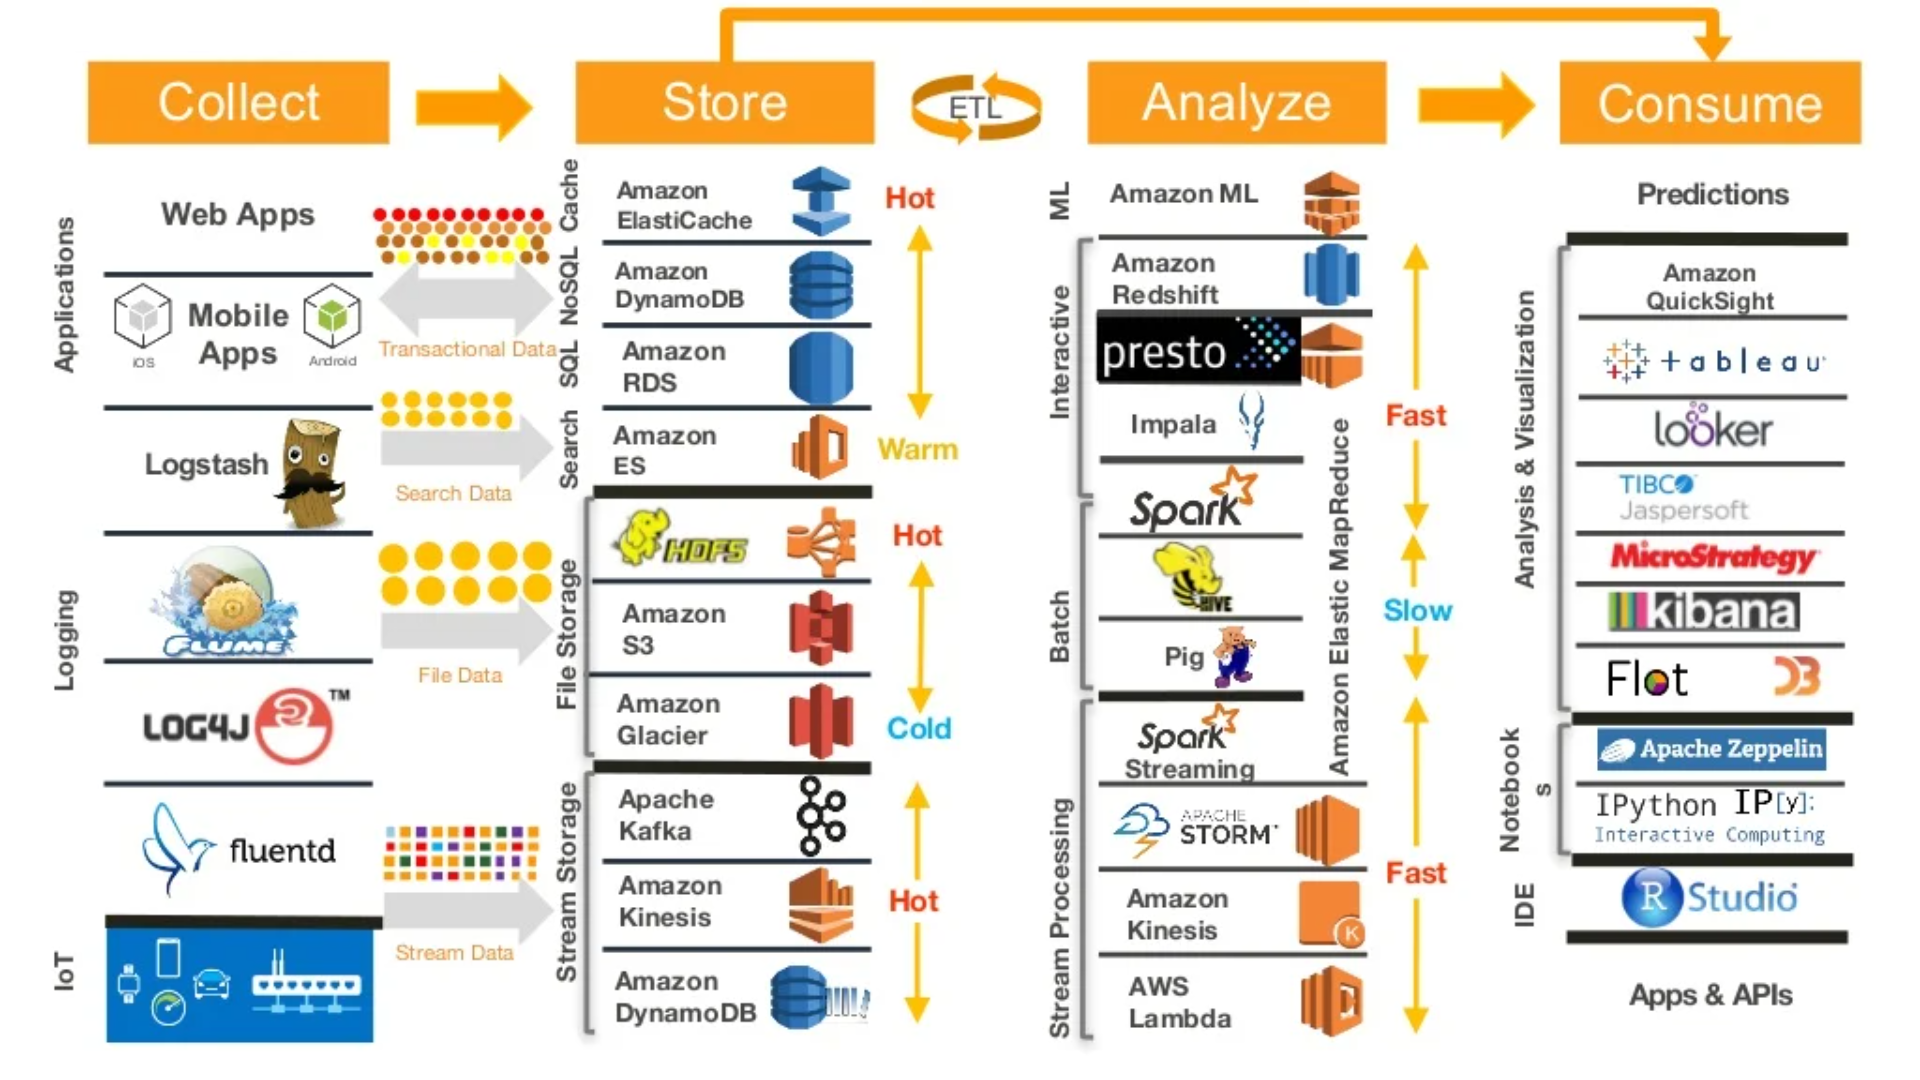 Collect
Store
ETL
Analyze
Consume
Applications
Web Apps
Mobile
Apps
iOS
Android
Logging
Logstash
FLUME
LOG4J
TM
fluentd
IoT
Transactional Data
Search Data
File Data
Stream Data
Cache
Amazon
ElastiCache
NoSQL
Amazon
DynamoDB
SQL
Amazon
RDS
Search
Amazon
ES
File Storage
HDFS
Amazon
S3
Amazon
Glacier
Stream Storage
Apache
Kafka
Amazon
Kinesis
Amazon
DynamoDB
Hot
Warm
Hot
Cold
Hot
ML
Amazon ML
Interactive
Amazon
Redshift
presto
Impala
Spark
Batch
HIVE
Pig
Amazon Elastic MapReduce
Stream Processing
Spark
Streaming
APACHE
STORM
Amazon
Kinesis
K
AWS
Lambda
Fast
Slow
Fast
Predictions
Analysis & Visualization
Amazon
QuickSight
+ableau
looker
TIBCO
Jaspersoft
MicroStrategy
kibana
Flot
D3
Notebook
s
Apache Zeppelin
IPython IP[y]:
Interactive Computing
IDE
R Studio
Apps & APIs